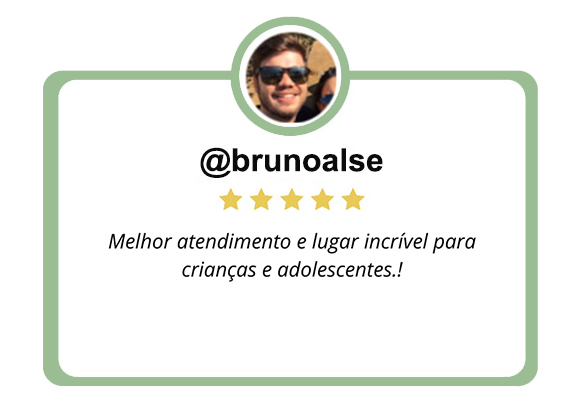 @brunoalse
Melhor atendimento e lugar incrível para
crianças e adolescentes.!